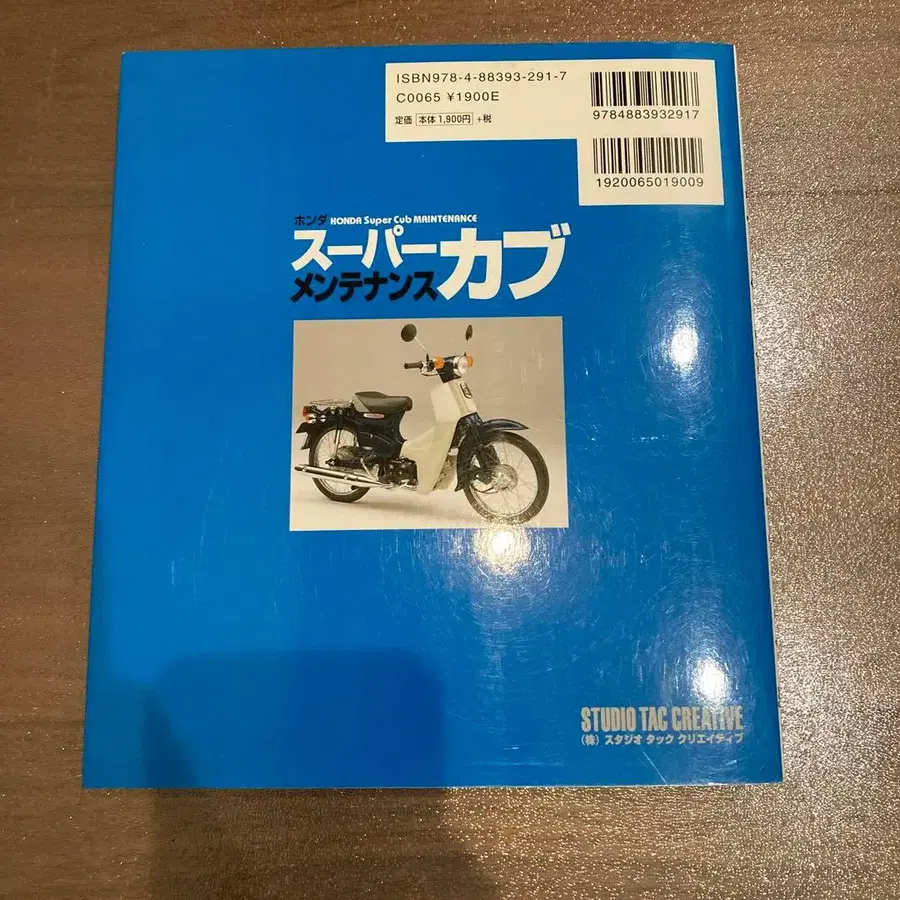 ISBN978-4-88393-291-7
C0065 ¥1900E
定価 本体1,900円 +税
9784883932917
1920065019009
ホンダ HONDA Super Cub MAINTENANCE
スーパーカブ
メンテナンス
STUDIO TAC CREATIVE
(株) スタジオ タック クリエイティブ